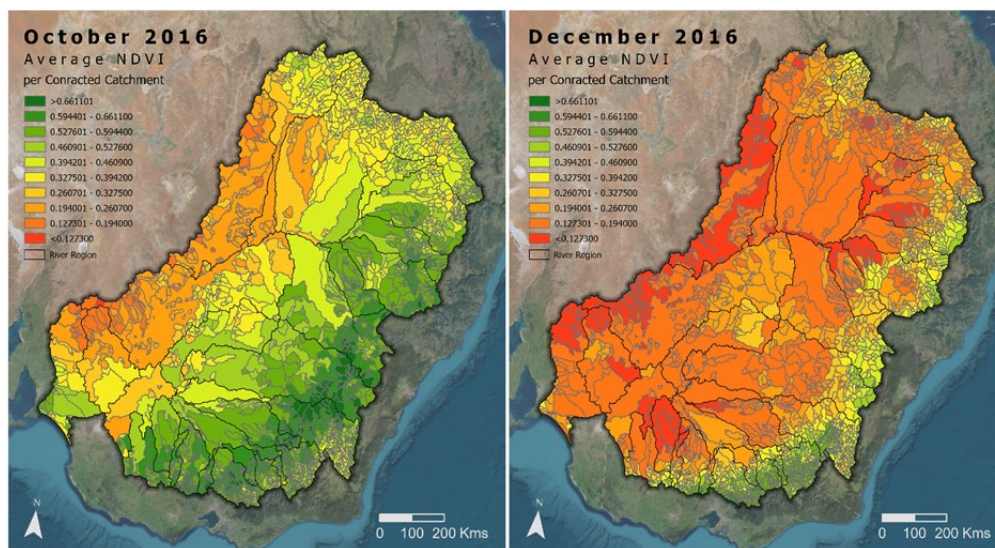 October 2016
Average NDVI
per Conracted Catchment
>0.661101
0.594401 - 0.661100
0.527601 - 0.594400
0.460901 - 0.527600
0.394201 - 0.460900
0.327501 - 0.394200
0.260701 - 0.327500
0.194001 - 0.260700
0.127301 - 0.194000
<0.127300
River Region
N
0 100 200 Kms
December 2016
Average NDVI
per Conracted Catchment
>0.661101
0.594401 - 0.661100
0.527601 - 0.594400
0.460901 - 0.527600
0.394201 - 0.460900
0.327501 - 0.394200
0.260701 - 0.327500
0.194001 - 0.260700
0.127301 - 0.194000
<0.127300
River Region
N
0 100 200 Kms